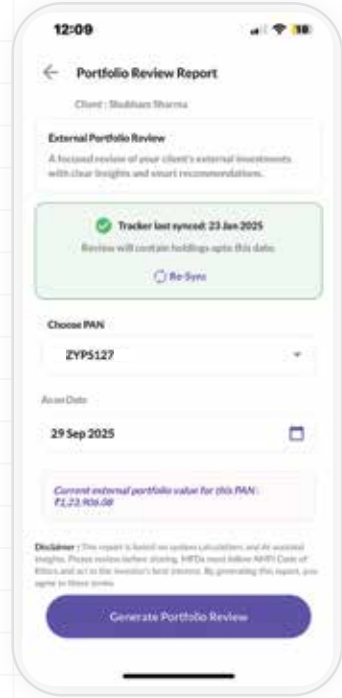 12:09
Portfolio Review Report
Client : Shubham Sharma
External Portfolio Review
A focused review of your client's external investments
with clear insights and smart recommendations.
Tracker last synced: 23 Jan 2025
Review will contain holdings upto this date.
Re-Sync
Choose PAN
ZYPS127
As on Date
29 Sep 2025
Current external portfolio value for this PAN :
₹1,23,906.08
Disclaimer : This report is based on system calculations and AI-assisted
insights. Please review before sharing. MFDs must follow AMFI Code of
Ethics and act in the investor's best interest. By generating this report, you
agree to these terms.
Generate Portfolio Review